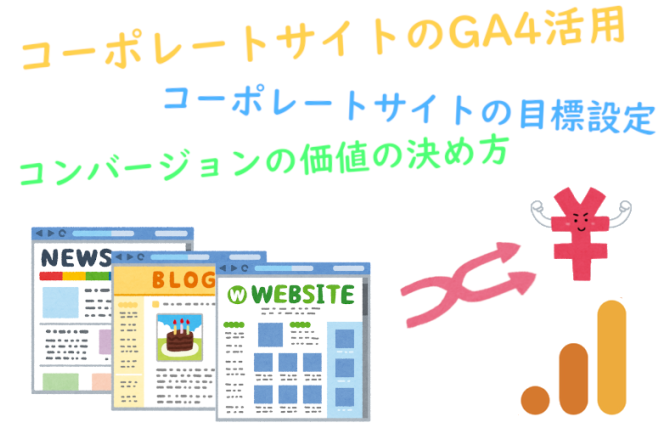 コーポレートサイトのGA4活用
コーポレートサイトの目標設定
コンバージョンの価値の決め方
NEWS
BLOG
W WEBSITE